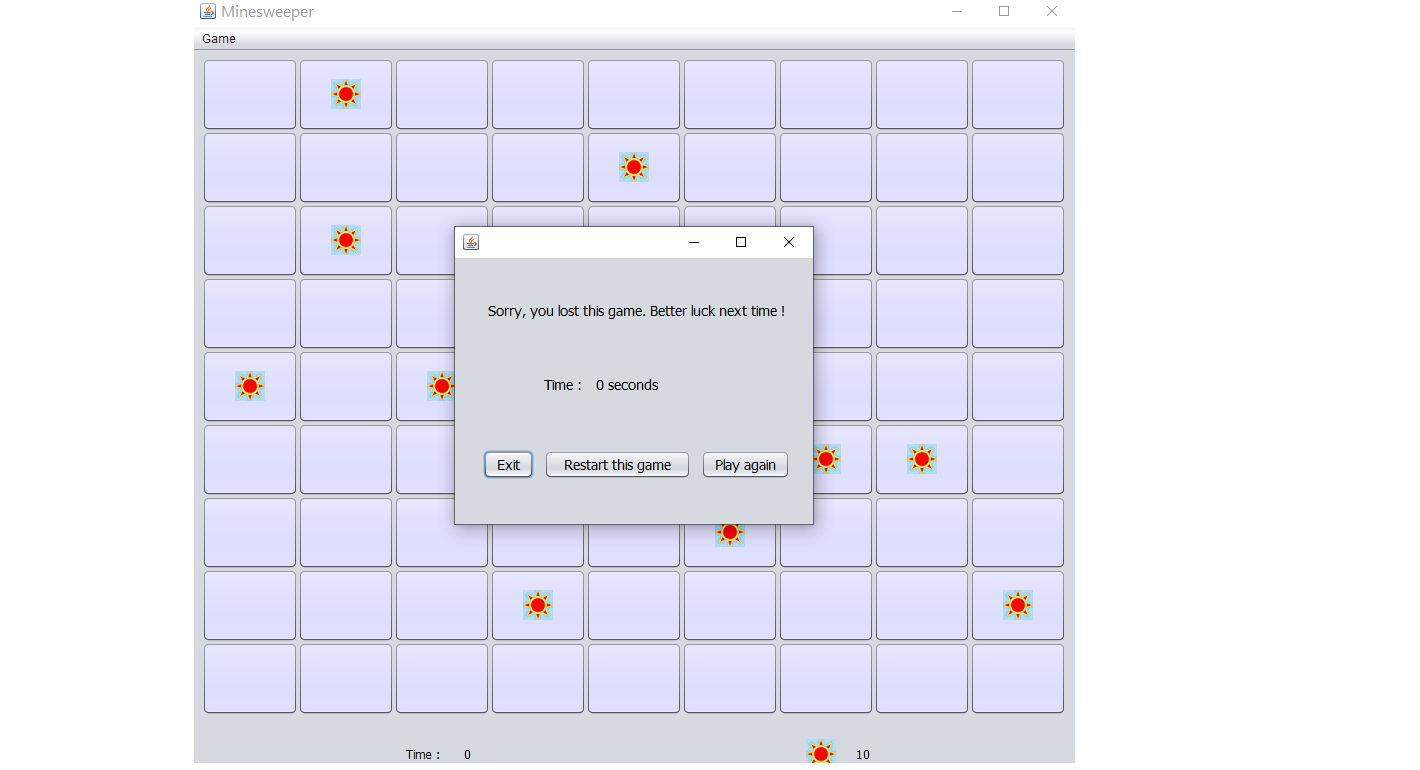 Minesweeper
Game
Sorry, you lost this game. Better luck next time !
Time : 0 seconds
Exit Restart this game Play again
Time : 0 10